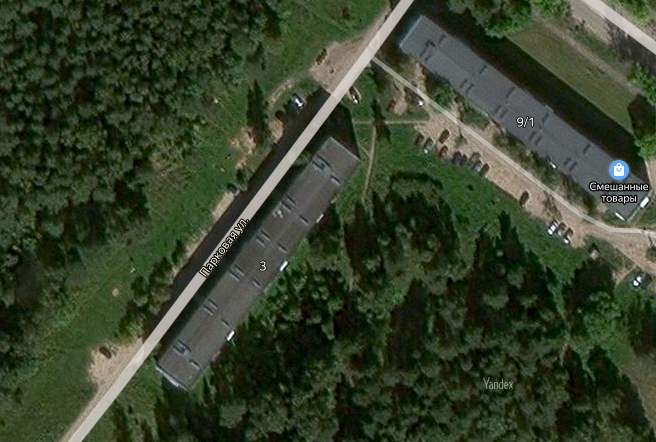 9/1
Смешанные
товары
Парковая ул.
3
Yandex